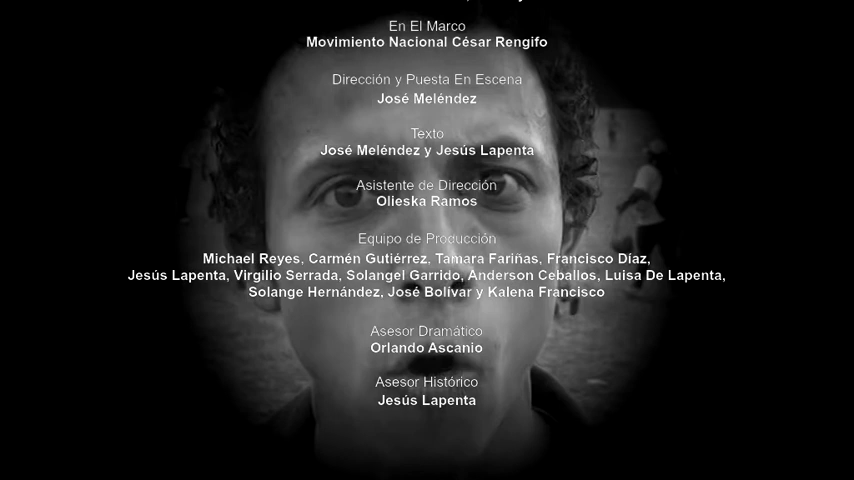 En El Marco
Movimiento Nacional César Rengifo
Dirección y Puesta En Escena
José Meléndez
Texto
José Meléndez y Jesús Lapenta
Asistente de Dirección
Olieska Ramos
Equipo de Producción
Michael Reyes, Carmén Gutiérrez, Tamara Fariñas, Francisco Díaz,
Jesús Lapenta, Virgilio Serrada, Solangel Garrido, Anderson Ceballos, Luisa De Lapenta,
Solange Hernández, José Bolívar y Kalena Francisco
Asesor Dramático
Orlando Ascanio
Asesor Histórico
Jesús Lapenta